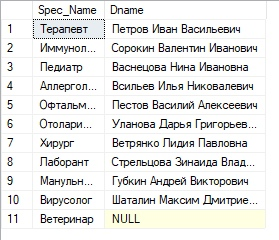 Spec_Name Dname
1 Терапевт Петров Иван Васильевич
2 Иммунол... Сорокин Валентин Иванович
3 Педиатр Васнецова Нина Ивановна
4 Аллергол... Всильев Илья Никовалевич
5 Офтальм... Пестов Василий Алексеевич
6 Отолари... Уланова Дарья Григорьев...
7 Хирург Ветрянко Лидия Павловна
8 Лаборант Стрельцова Зинаида Влад...
9 Манульн... Губкин Андрей Викторович
10 Вирусолог Шаталин Максим Дмитрие...
11 Ветеринар NULL